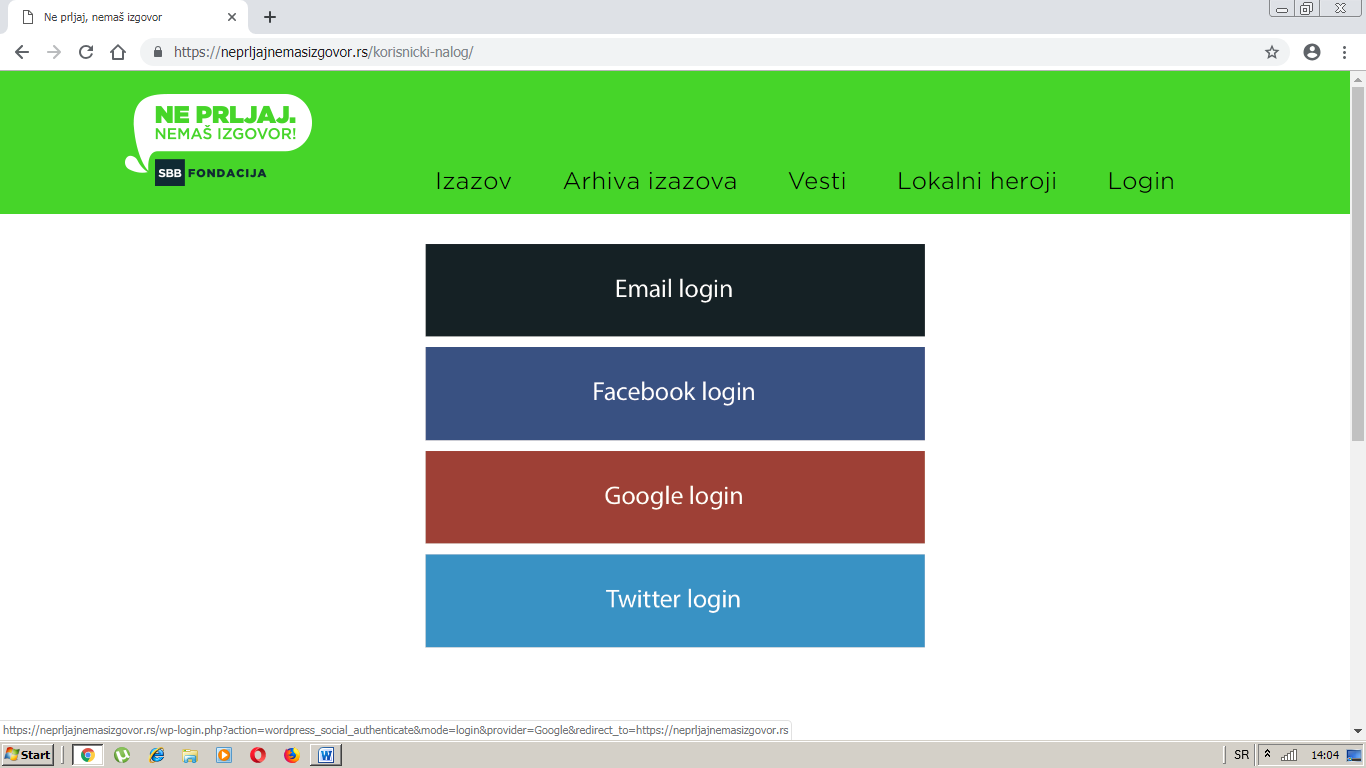 Ne prljaj, nemaš izgovor
https://neprljajnemasizgovor.rs/korisnicki-nalog/
NE PRLJAJ.
NEMAŠ IZGOVOR!
SBB FONDACIJA
Izazov Arhiva izazova Vesti Lokalni heroji Login
Email login
Facebook login
Google login
Twitter login
https://neprljajnemasizgovor.rs/wp-login.php?action=wordpress_social_authenticate&mode=login&provider=Google&redirect_to=https://neprljajnemasizgovor.rs
Start SR 14:04